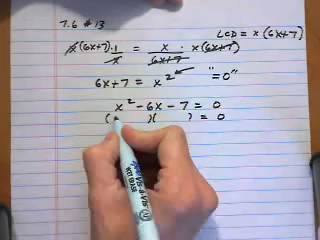 7.6 #13
LCD = x (6x+7)
x(6x+7) · 1/x = x/(6x+7) · x(6x+7)
6x+7 = x² "=0"
x² - 6x - 7 = 0
(    )(    ) = 0